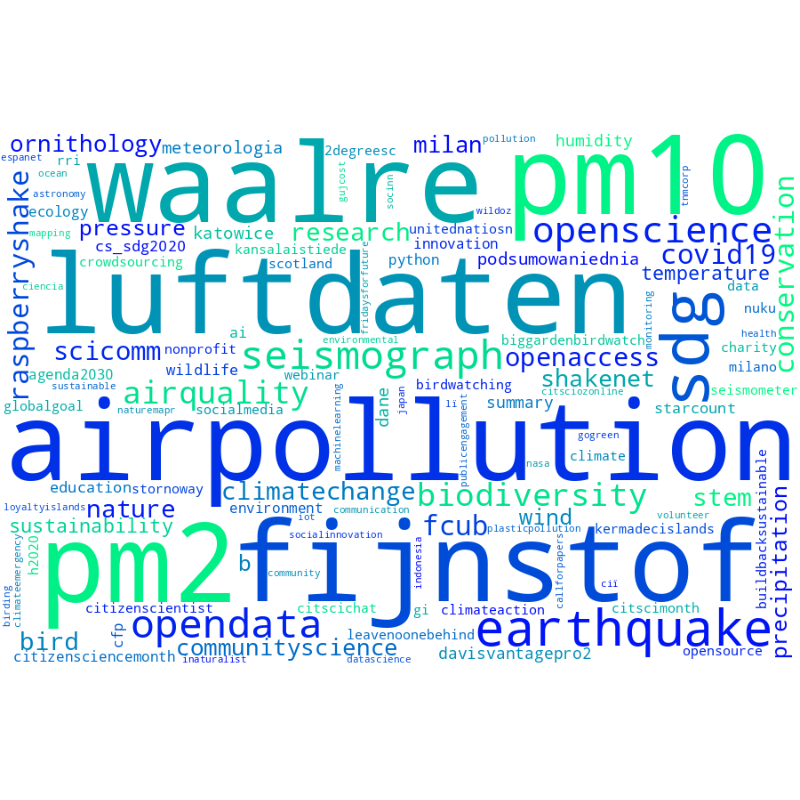 ornithology
meteorologia
2degreesc
milan
pollution
humidity
espanet
rri
ocean
astronomy
ecology
waalre
pm10
gujcost
socinn
wildoz
tnmcorp
conservation
raspberryshake
pressure
katowice
research
unitednatiosn
openscience
cs_sdg2020
kansalaistiede
innovation
covid19
mapping
crowdsourcing
scotland
python
podsumowaniednia
temperature
ciencia
luftdaten
fridaysforfuture
sdg
monitoring
data
nuku
ai
environmental
biggardenbirdwatch
health
scicomm
nonprofit
seismograph
openaccess
charity
agenda2030
wildlife
webinar
birdwatching
shakenet
milano
sustainable
airquality
citsciozonline
seismometer
globalgoal
naturemapr
socialmedia
machinelearning
dane
japan
lï
summary
starcount
airpollution
publicengagement
gogreen
climate
nasa
education
stornoway
climatechange
biodiversity
stem
loyaltyislands
nature
environment
communication
volunteer
sustainability
iot
fcub
wind
plasticpollution
kermadecislands
buildbacksustainable
precipitation
h2020
pm2
fijnstof
socialinnovation
b
community
indonesia
callforpapers
ciï
birding
climateemergency
citizenscientist
citscichat
gi
climateaction
citscimonth
bird
cfp
opendata
leavenoonebehind
earthquake
citizensciencemonth
communityscience
inaturalist
datascience
davisvantagepro2
opensource